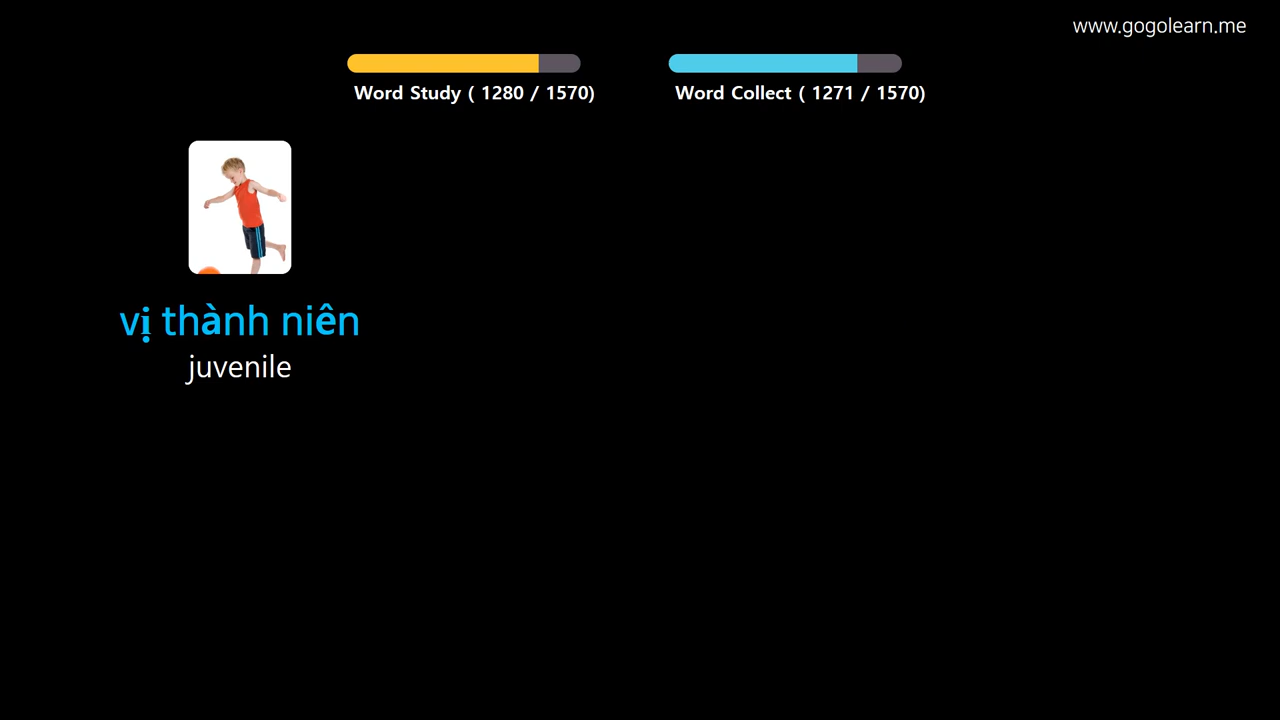 www.gogolearn.me
Word Study ( 1280 / 1570)
Word Collect ( 1271 / 1570)
vị thành niên
juvenile